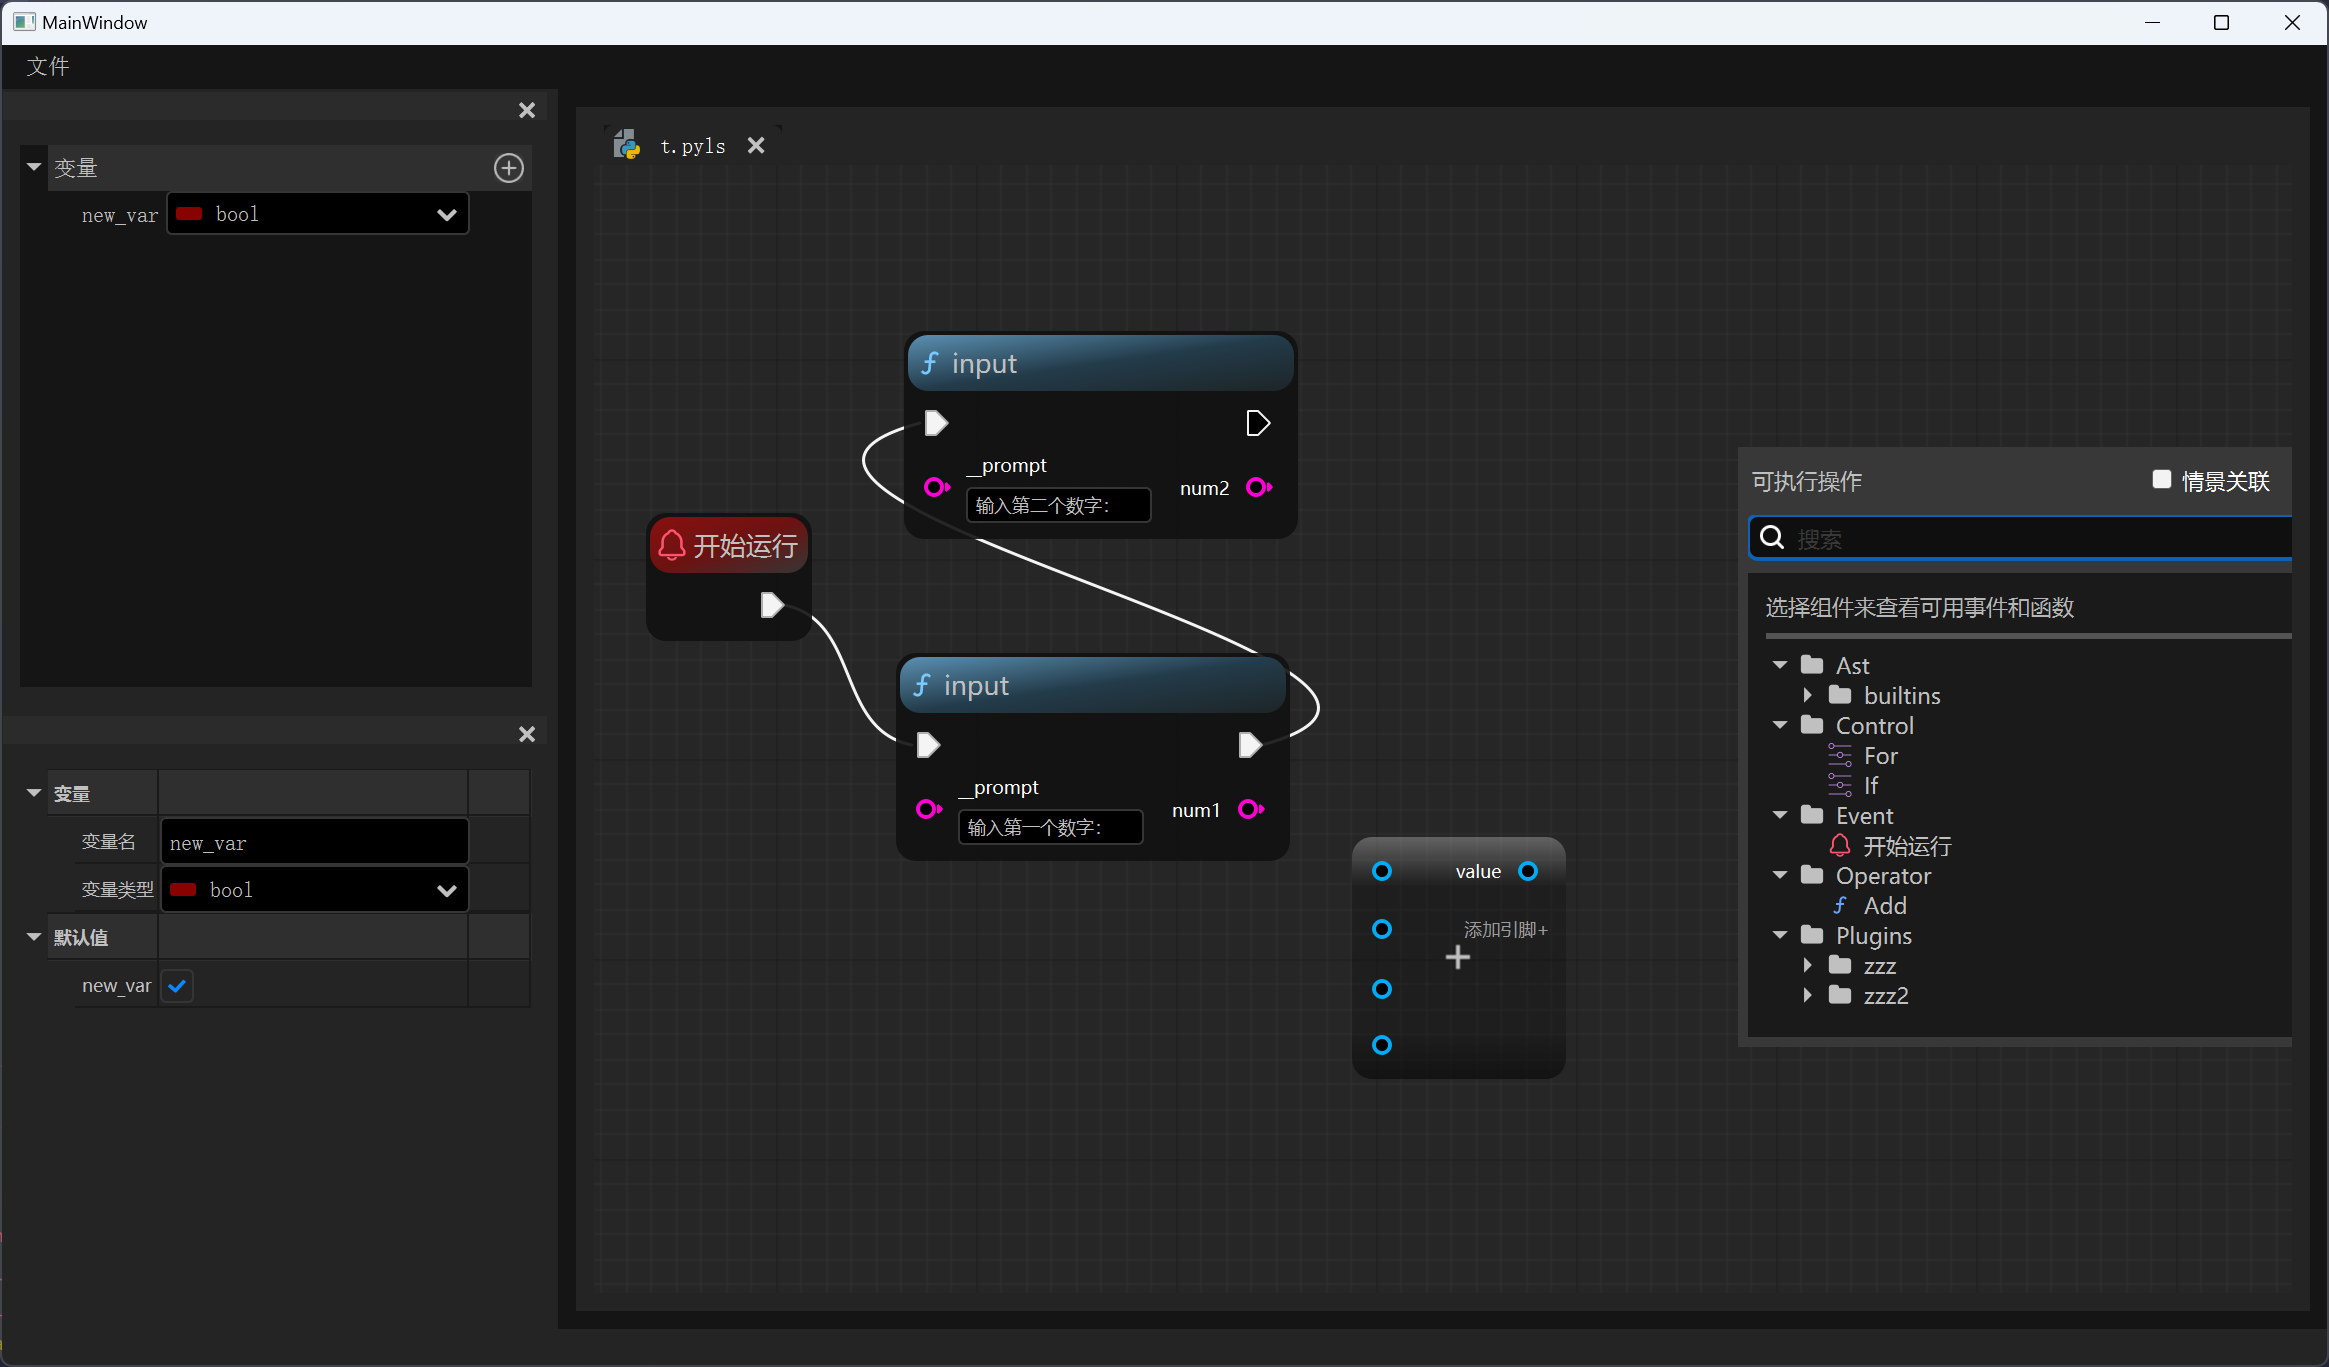 MainWindow
文件
变量
new_var bool
变量
变量名 new_var
变量类型 bool
默认值
new_var
t.pyls
input
__prompt
输入第二个数字：
num2
开始运行
input
__prompt
输入第一个数字：
num1
value
添加引脚+
可执行操作 情景关联
搜索
选择组件来查看可用事件和函数
Ast
builtins
Control
For
If
Event
开始运行
Operator
Add
Plugins
zzz
zzz2